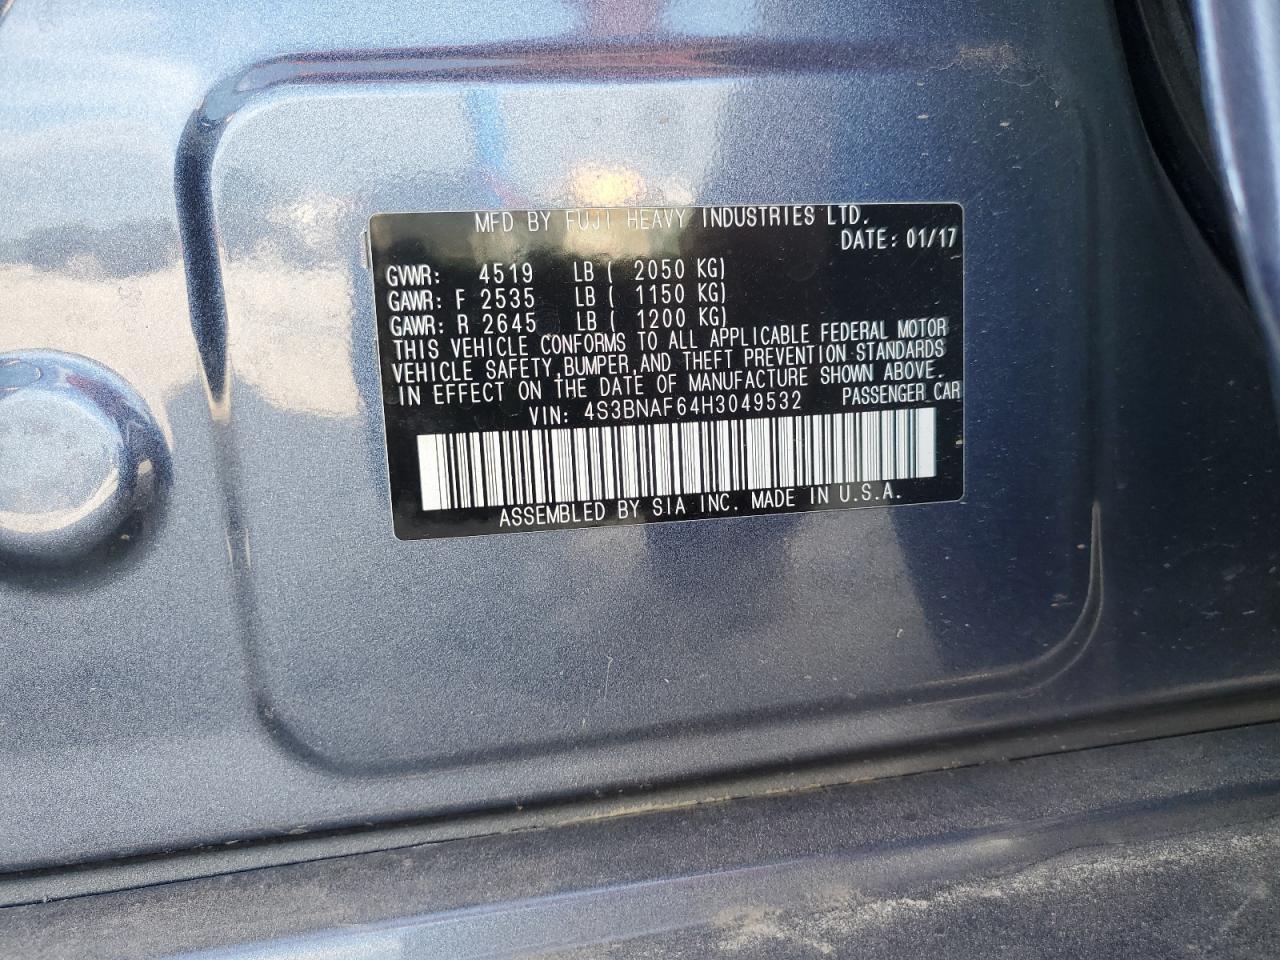 MFD BY FUJI HEAVY INDUSTRIES LTD.
DATE: 01/17
GVWR: 4519 LB ( 2050 KG)
GAWR: F 2535 LB ( 1150 KG)
GAWR: R 2645 LB ( 1200 KG)
THIS VEHICLE CONFORMS TO ALL APPLICABLE FEDERAL MOTOR
VEHICLE SAFETY,BUMPER,AND THEFT PREVENTION STANDARDS
IN EFFECT ON THE DATE OF MANUFACTURE SHOWN ABOVE.
VIN: 4S3BNAF64H3049532 PASSENGER CAR
ASSEMBLED BY SIA INC. MADE IN U.S.A.